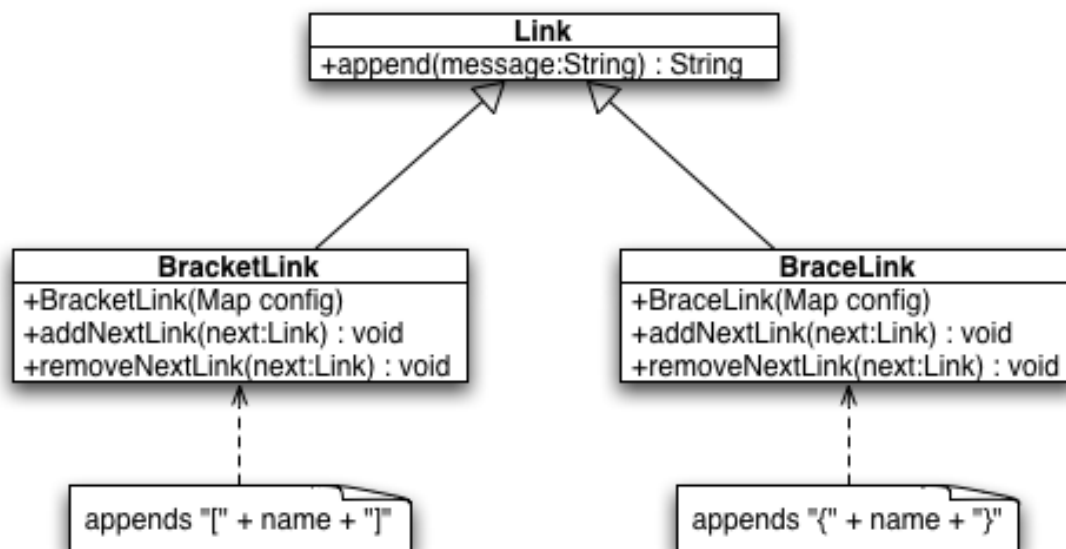 Link
+append(message:String) : String
BracketLink
+BracketLink(Map config)
+addNextLink(next:Link) : void
+removeNextLink(next:Link) : void
BraceLink
+BraceLink(Map config)
+addNextLink(next:Link) : void
+removeNextLink(next:Link) : void
appends "[" + name + "]"
appends "{" + name + "}"